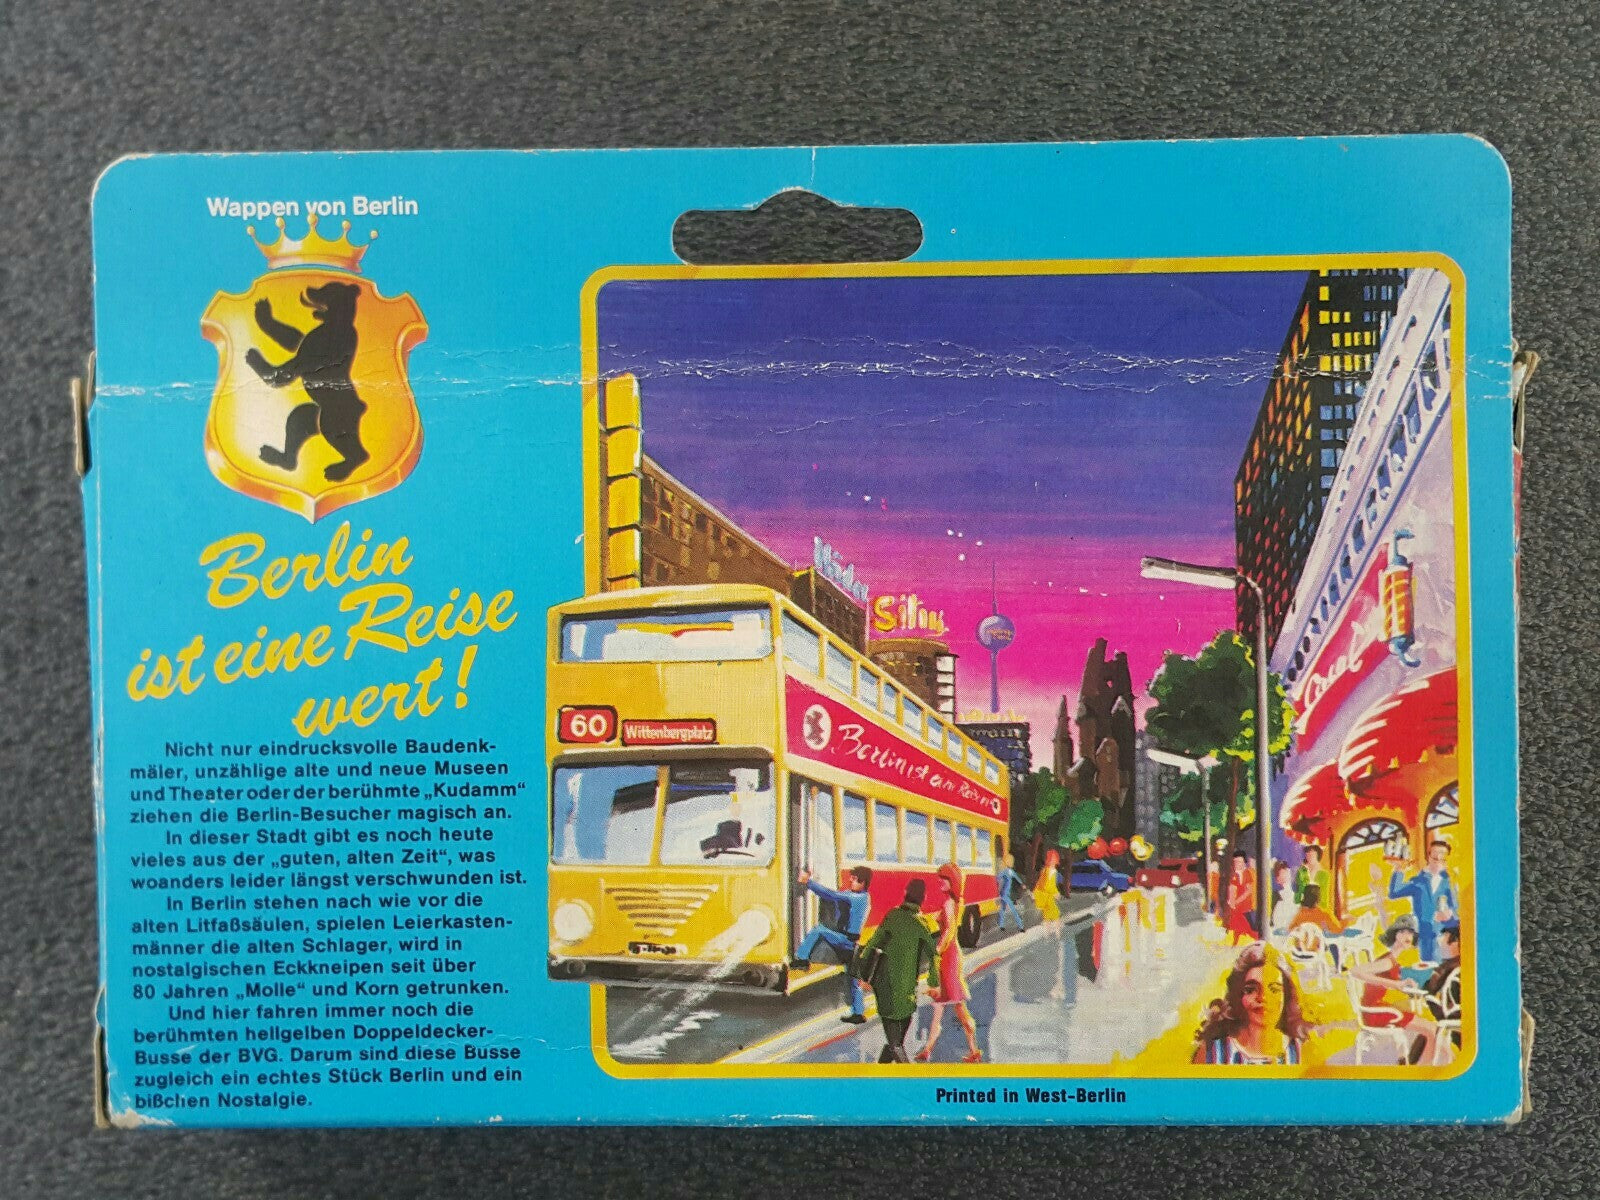 Wappen von Berlin
Berlin
ist eine Reise
wert!
Nicht nur eindrucksvolle Baudenk-
mäler, unzählige alte und neue Museen
und Theater oder der berühmte „Kudamm“
ziehen die Berlin-Besucher magisch an.
In dieser Stadt gibt es noch heute
vieles aus der „guten, alten Zeit“, was
woanders leider längst verschwunden ist.
In Berlin stehen nach wie vor die
alten Litfaßsäulen, spielen Leierkasten-
männer die alten Schlager, wird in
nostalgischen Eckkneipen seit über
80 Jahren „Molle“ und Korn getrunken.
Und hier fahren immer noch die
berühmten hellgelben Doppeldecker-
Busse der BVG. Darum sind diese Busse
zugleich ein echtes Stück Berlin und ein
bißchen Nostalgie.
60
Wittenbergplatz
Berlin ist eine Reise
Printed in West-Berlin